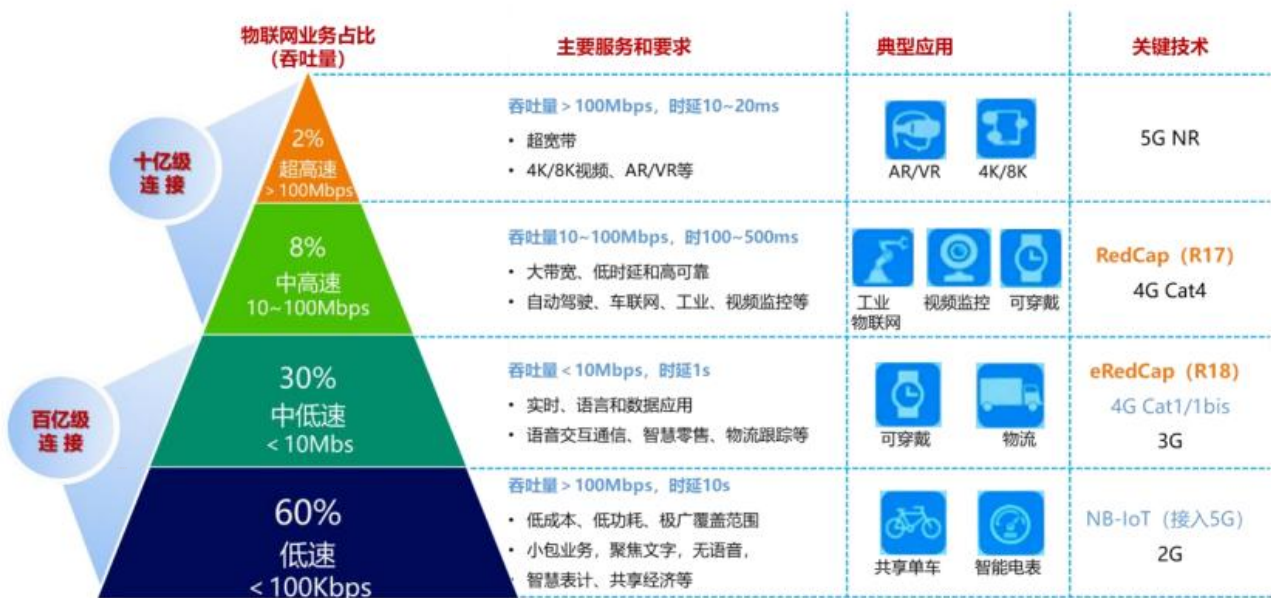 物联网业务占比
(吞吐量)
主要服务和要求
典型应用
关键技术
十亿级
连 接
2%
超高速
> 100Mbps
吞吐量 > 100Mbps，时延10~20ms
• 超宽带
• 4K/8K视频、AR/VR等
AR/VR
4K/8K
5G NR
8%
中高速
10~100Mbps
吞吐量10~100Mbps，时100~500ms
• 大带宽、低时延和高可靠
• 自动驾驶、车联网、工业、视频监控等
工业
物联网
视频监控
可穿戴
RedCap（R17）
4G Cat4
百亿级
连 接
30%
中低速
< 10Mbs
吞吐量 < 10Mbps，时延1s
• 实时、语言和数据应用
• 语音交互通信、智慧零售、物流跟踪等
可穿戴
物流
eRedCap（R18）
4G Cat1/1bis
3G
60%
低速
< 100Kbps
吞吐量 > 100Mbps，时延10s
• 低成本、低功耗、极广覆盖范围
• 小包业务，聚焦文字，无语音，
• 智慧表计、共享经济等
共享单车
智能电表
NB-IoT（接入5G）
2G